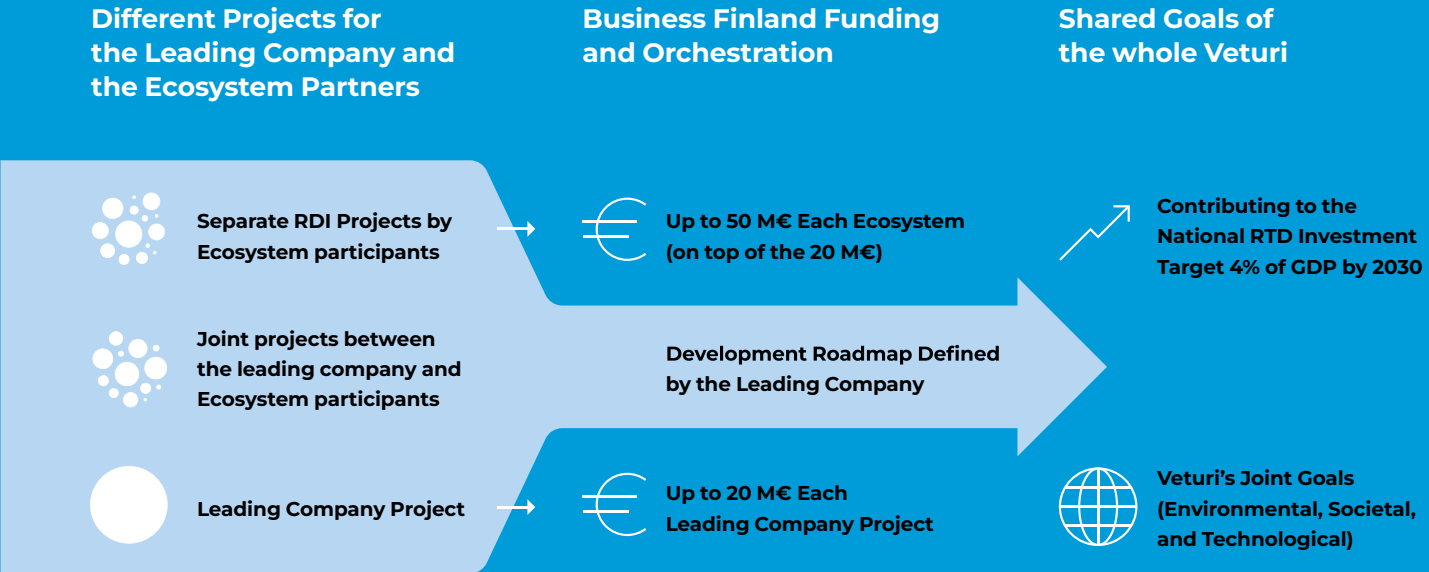 Different Projects for
the Leading Company and
the Ecosystem Partners
Business Finland Funding
and Orchestration
Shared Goals of
the whole Veturi
Separate RDI Projects by
Ecosystem participants
Up to 50 M€ Each Ecosystem
(on top of the 20 M€)
Contributing to the
National RTD Investment
Target 4% of GDP by 2030
Joint projects between
the leading company and
Ecosystem participants
Development Roadmap Defined
by the Leading Company
Leading Company Project
Up to 20 M€ Each
Leading Company Project
Veturi’s Joint Goals
(Environmental, Societal,
and Technological)